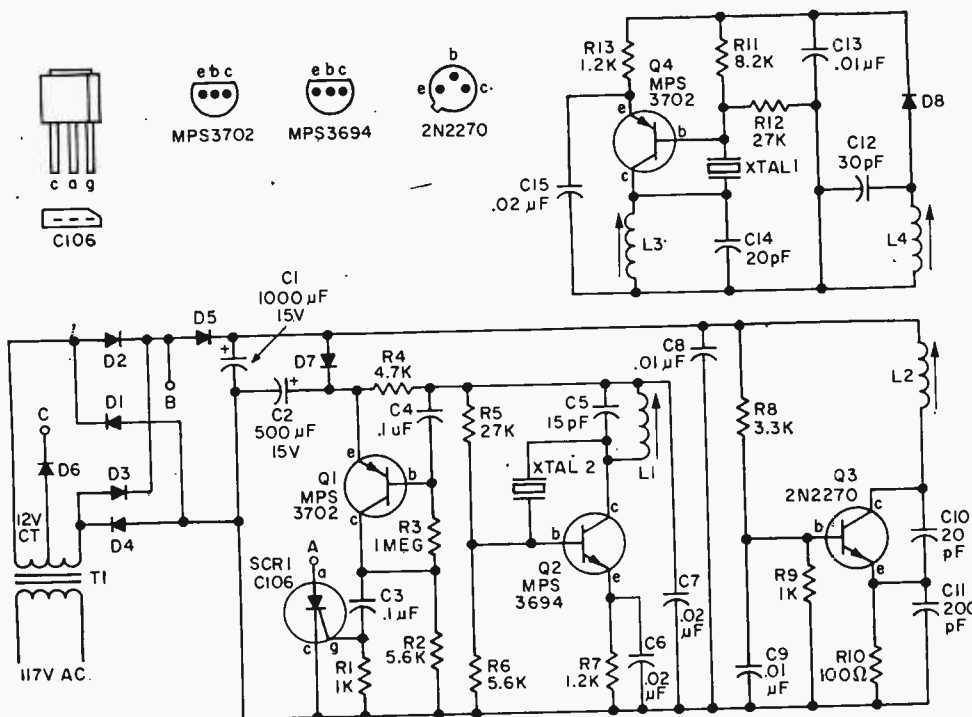 e b c
e b c
b
e
c
MPS3702
MPS3694
2N2270
c a g
C106
R13
1.2K
Q4
MPS
3702
e
b
c
R11
8.2K
C13
.01µF
R12
27K
D8
XTAL1
C12
30pF
C15
.02µF
L3
C14
20pF
L4
C1
1000µF
15V
D5
D2
B
D7
R4
4.7K
C8
.01µF
L2
C
D1
C2
500µF
15V
C4
.1uF
R5
27K
C5
15pF
L1
R8
3.3K
D6
D3
e
Q1
MPS
3702
b
c
XTAL 2
Q3
2N2270
c
b
e
12V
CT
D4
R3
1MEG
c
b
Q2
MPS
3694
e
C10
20
pF
T1
A
SCR1
C106
a
c
g
C3
.1µF
R9
1K
C11
200
pF
C7
.02
µF
R1
1K
R2
5.6K
R6
5.6K
R7
1.2K
C6
.02
µF
C9
.01
µF
R10
100Ω
117V AC.